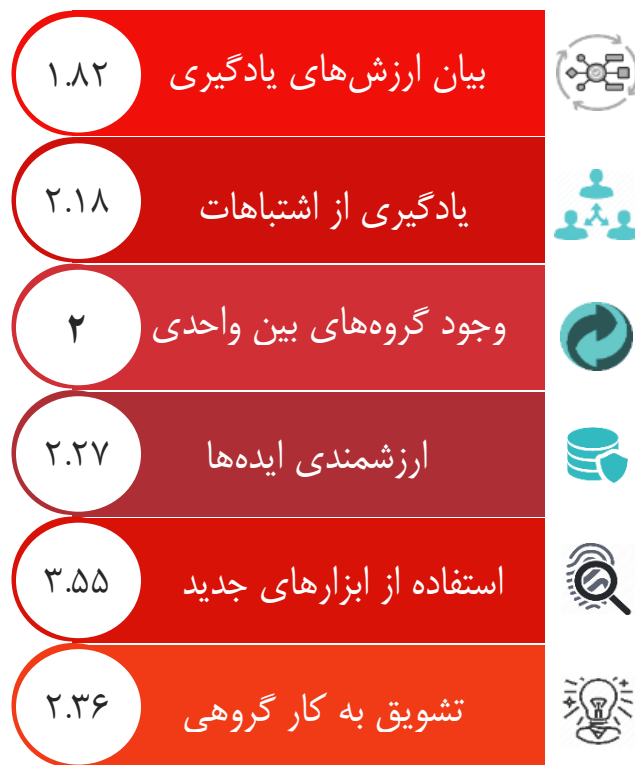 بیان ارزش‌های یادگیری ۱.۸۲
یادگیری از اشتباهات ۲.۱۸
وجود گروه‌های بین واحدی ۲
ارزشمندی ایده‌ها ۲.۲۷
استفاده از ابزارهای جدید ۳.۵۵
تشویق به کار گروهی ۲.۳۶